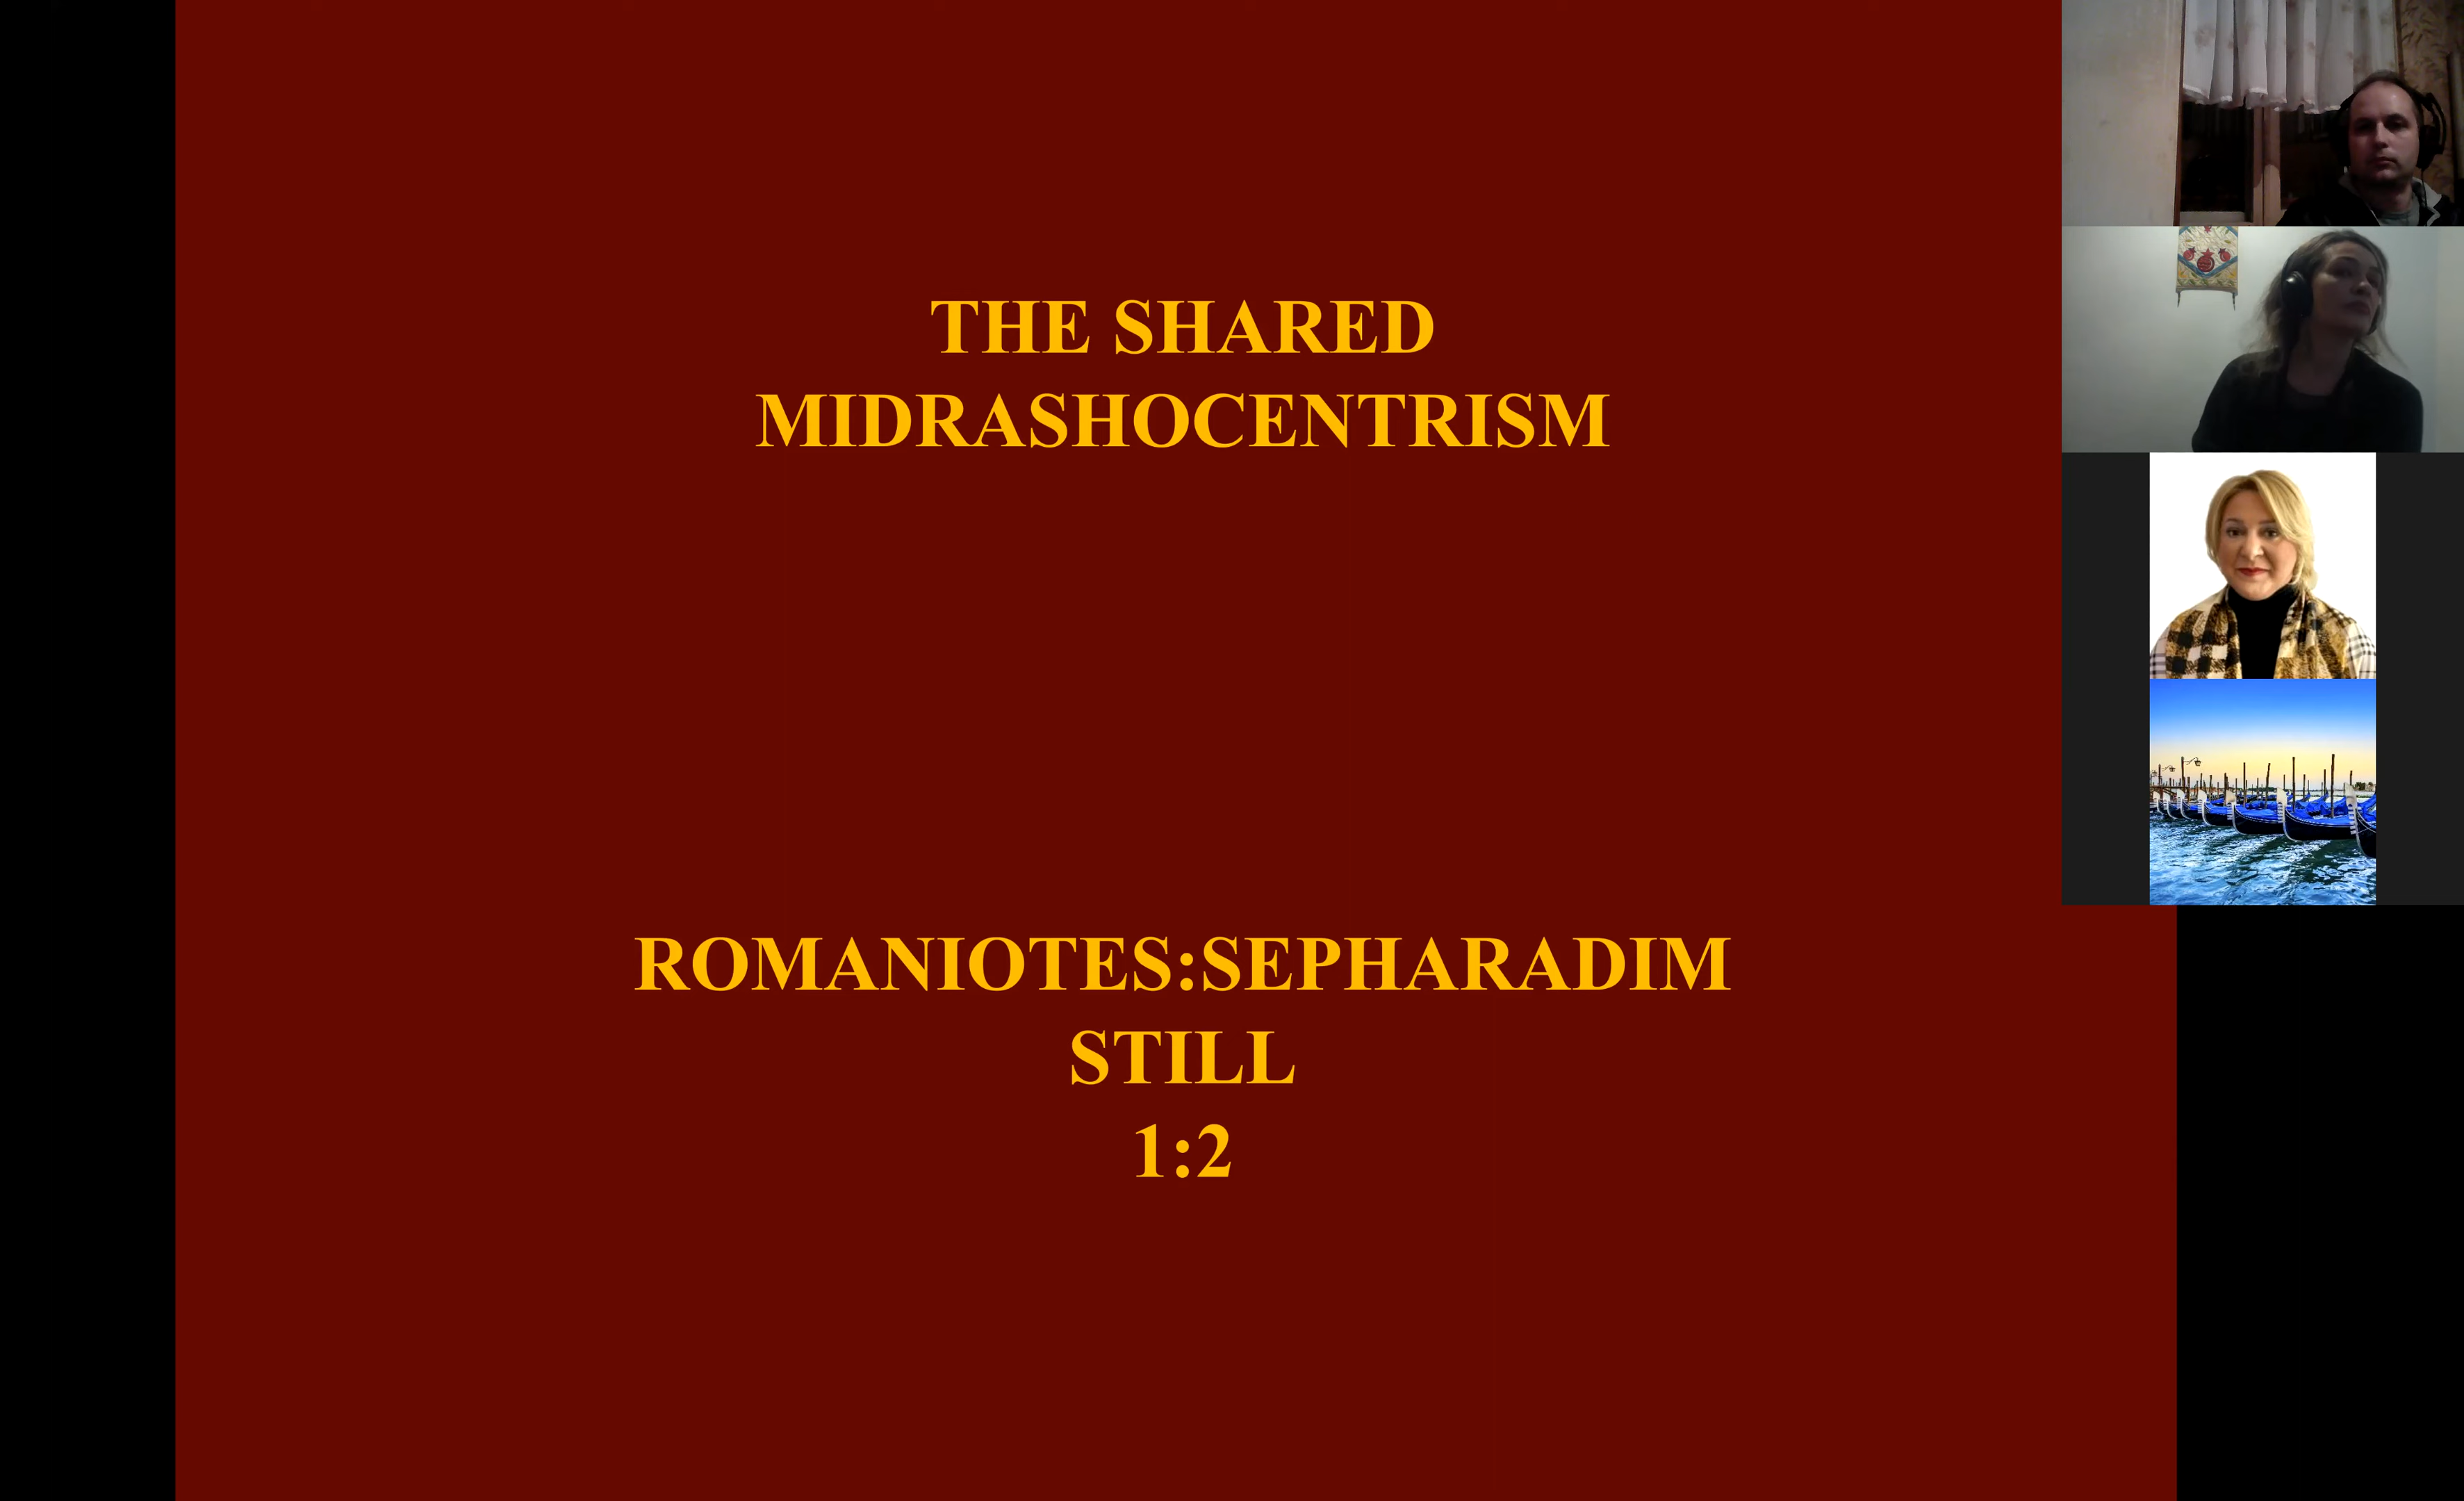 THE SHARED
MIDRASHOCENTRISM
ROMANIOTES:SEPHARADIM
STILL
1:2